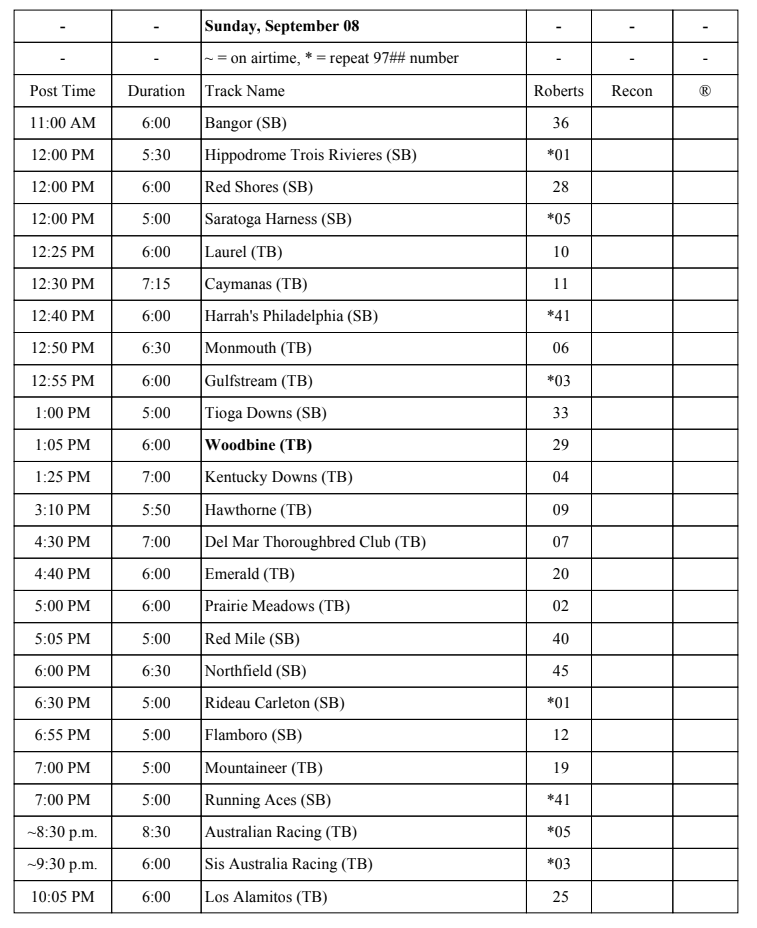 - - Sunday, September 08 - - -
- - ~ = on airtime, * = repeat 97## number - - -
Post Time Duration Track Name Roberts Recon ®
11:00 AM 6:00 Bangor (SB) 36
12:00 PM 5:30 Hippodrome Trois Rivieres (SB) *01
12:00 PM 6:00 Red Shores (SB) 28
12:00 PM 5:00 Saratoga Harness (SB) *05
12:25 PM 6:00 Laurel (TB) 10
12:30 PM 7:15 Caymanas (TB) 11
12:40 PM 6:00 Harrah's Philadelphia (SB) *41
12:50 PM 6:30 Monmouth (TB) 06
12:55 PM 6:00 Gulfstream (TB) *03
1:00 PM 5:00 Tioga Downs (SB) 33
1:05 PM 6:00 Woodbine (TB) 29
1:25 PM 7:00 Kentucky Downs (TB) 04
3:10 PM 5:50 Hawthorne (TB) 09
4:30 PM 7:00 Del Mar Thoroughbred Club (TB) 07
4:40 PM 6:00 Emerald (TB) 20
5:00 PM 6:00 Prairie Meadows (TB) 02
5:05 PM 5:00 Red Mile (SB) 40
6:00 PM 6:30 Northfield (SB) 45
6:30 PM 5:00 Rideau Carleton (SB) *01
6:55 PM 5:00 Flamboro (SB) 12
7:00 PM 5:00 Mountaineer (TB) 19
7:00 PM 5:00 Running Aces (SB) *41
~8:30 p.m. 8:30 Australian Racing (TB) *05
~9:30 p.m. 6:00 Sis Australia Racing (TB) *03
10:05 PM 6:00 Los Alamitos (TB) 25